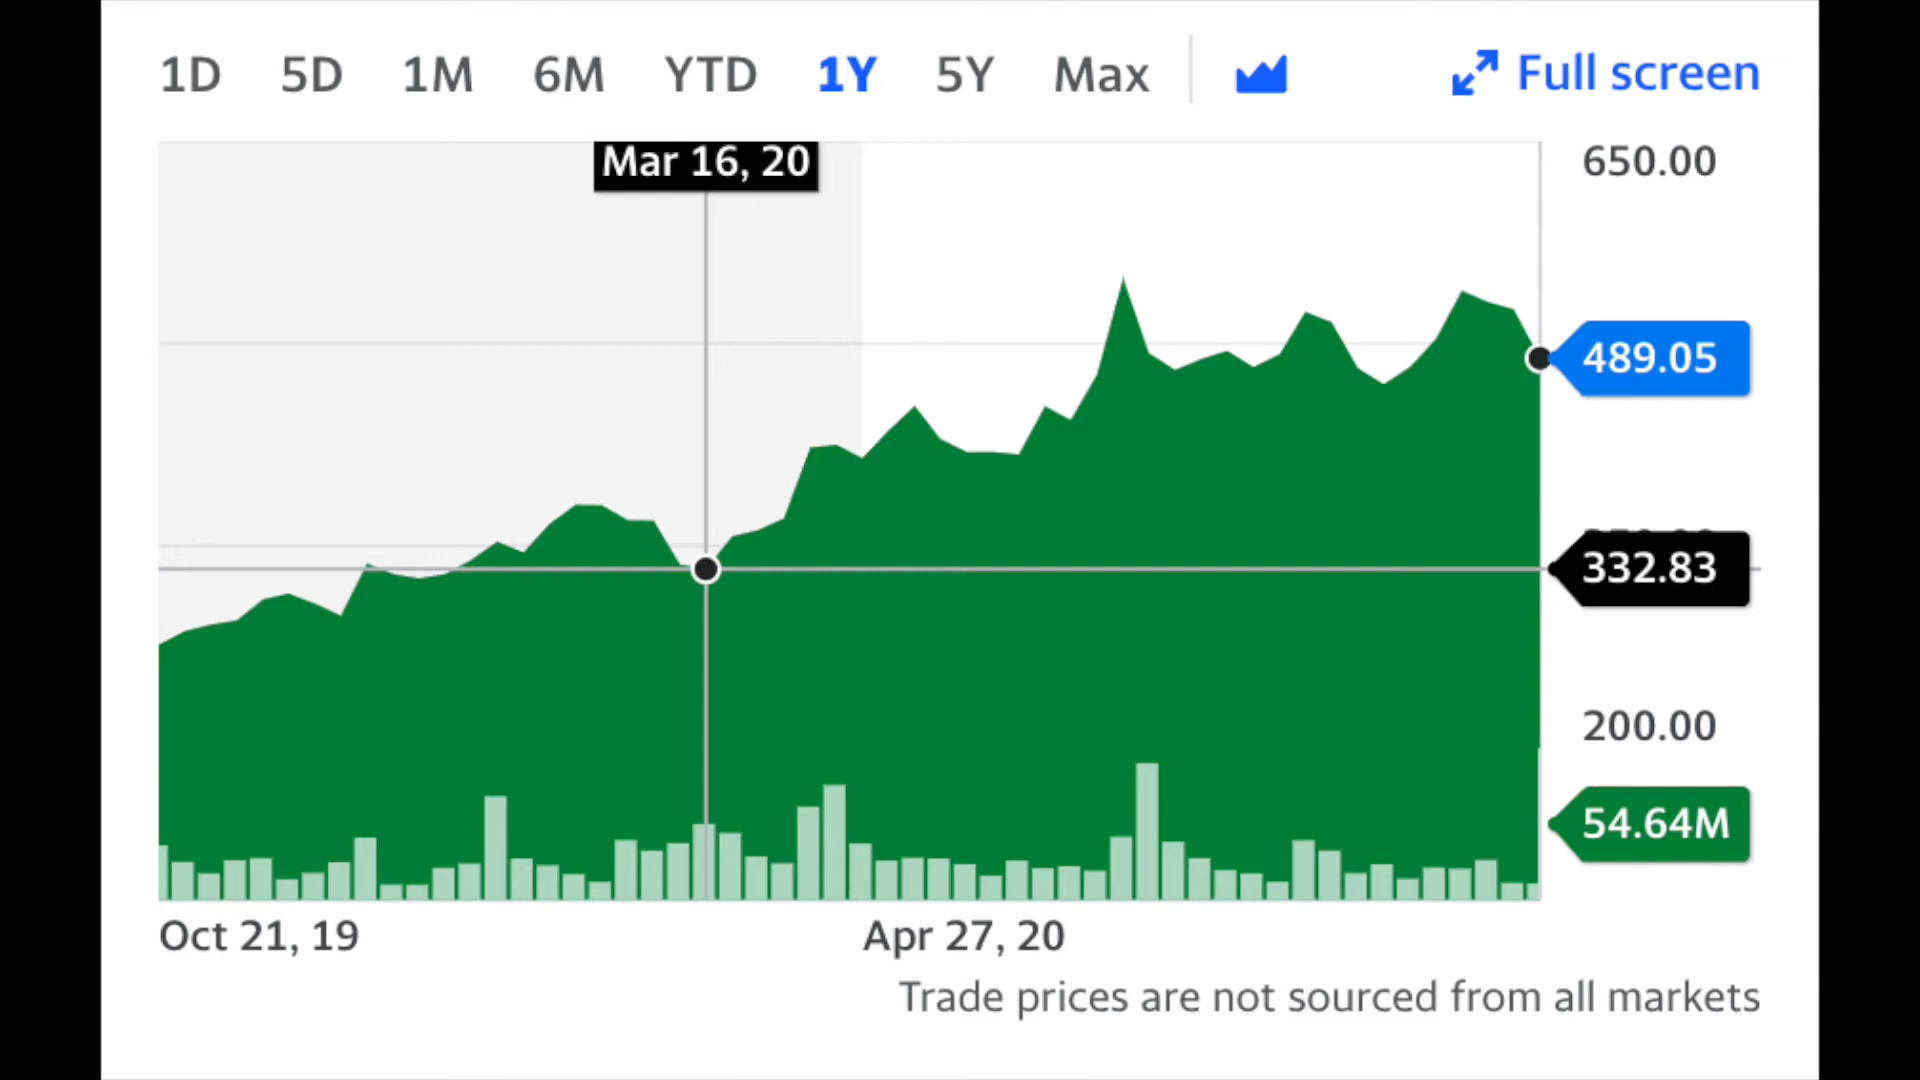 1D 5D 1M 6M YTD 1Y 5Y Max Full screen
Mar 16, 20
650.00
489.05
332.83
200.00
54.64M
Oct 21, 19 Apr 27, 20
Trade prices are not sourced from all markets